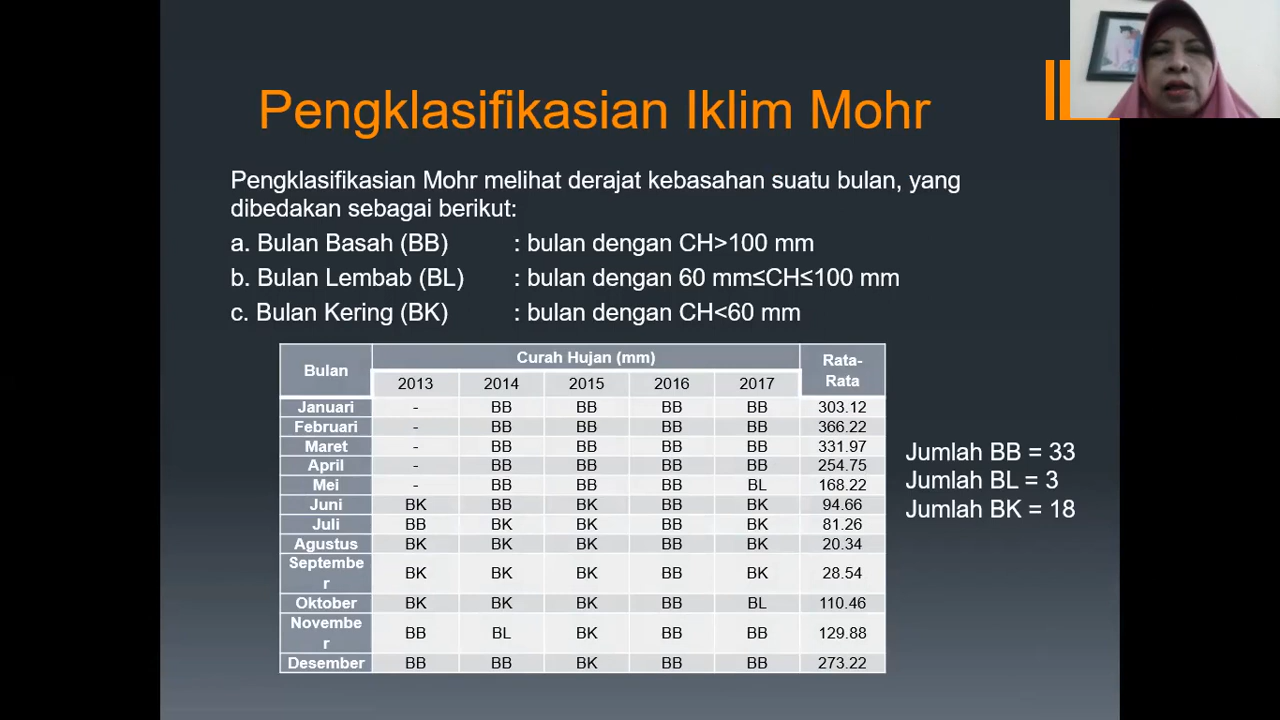 Pengklasifikasian Iklim Mohr
Pengklasifikasian Mohr melihat derajat kebasahan suatu bulan, yang
dibedakan sebagai berikut:
a. Bulan Basah (BB) : bulan dengan CH>100 mm
b. Bulan Lembab (BL) : bulan dengan 60 mm≤CH≤100 mm
c. Bulan Kering (BK) : bulan dengan CH<60 mm
Bulan Curah Hujan (mm) Rata-
Rata
2013 2014 2015 2016 2017
Januari - BB BB BB BB 303.12
Februari - BB BB BB BB 366.22
Maret - BB BB BB BB 331.97
April - BB BB BB BB 254.75
Mei - BB BB BB BL 168.22
Juni BK BB BK BB BK 94.66
Juli BB BK BK BB BK 81.26
Agustus BK BK BK BB BK 20.34
Septembe
r BK BK BK BB BK 28.54
Oktober BK BK BK BB BL 110.46
Novembe
r BB BL BK BB BB 129.88
Desember BB BB BK BB BB 273.22
Jumlah BB = 33
Jumlah BL = 3
Jumlah BK = 18